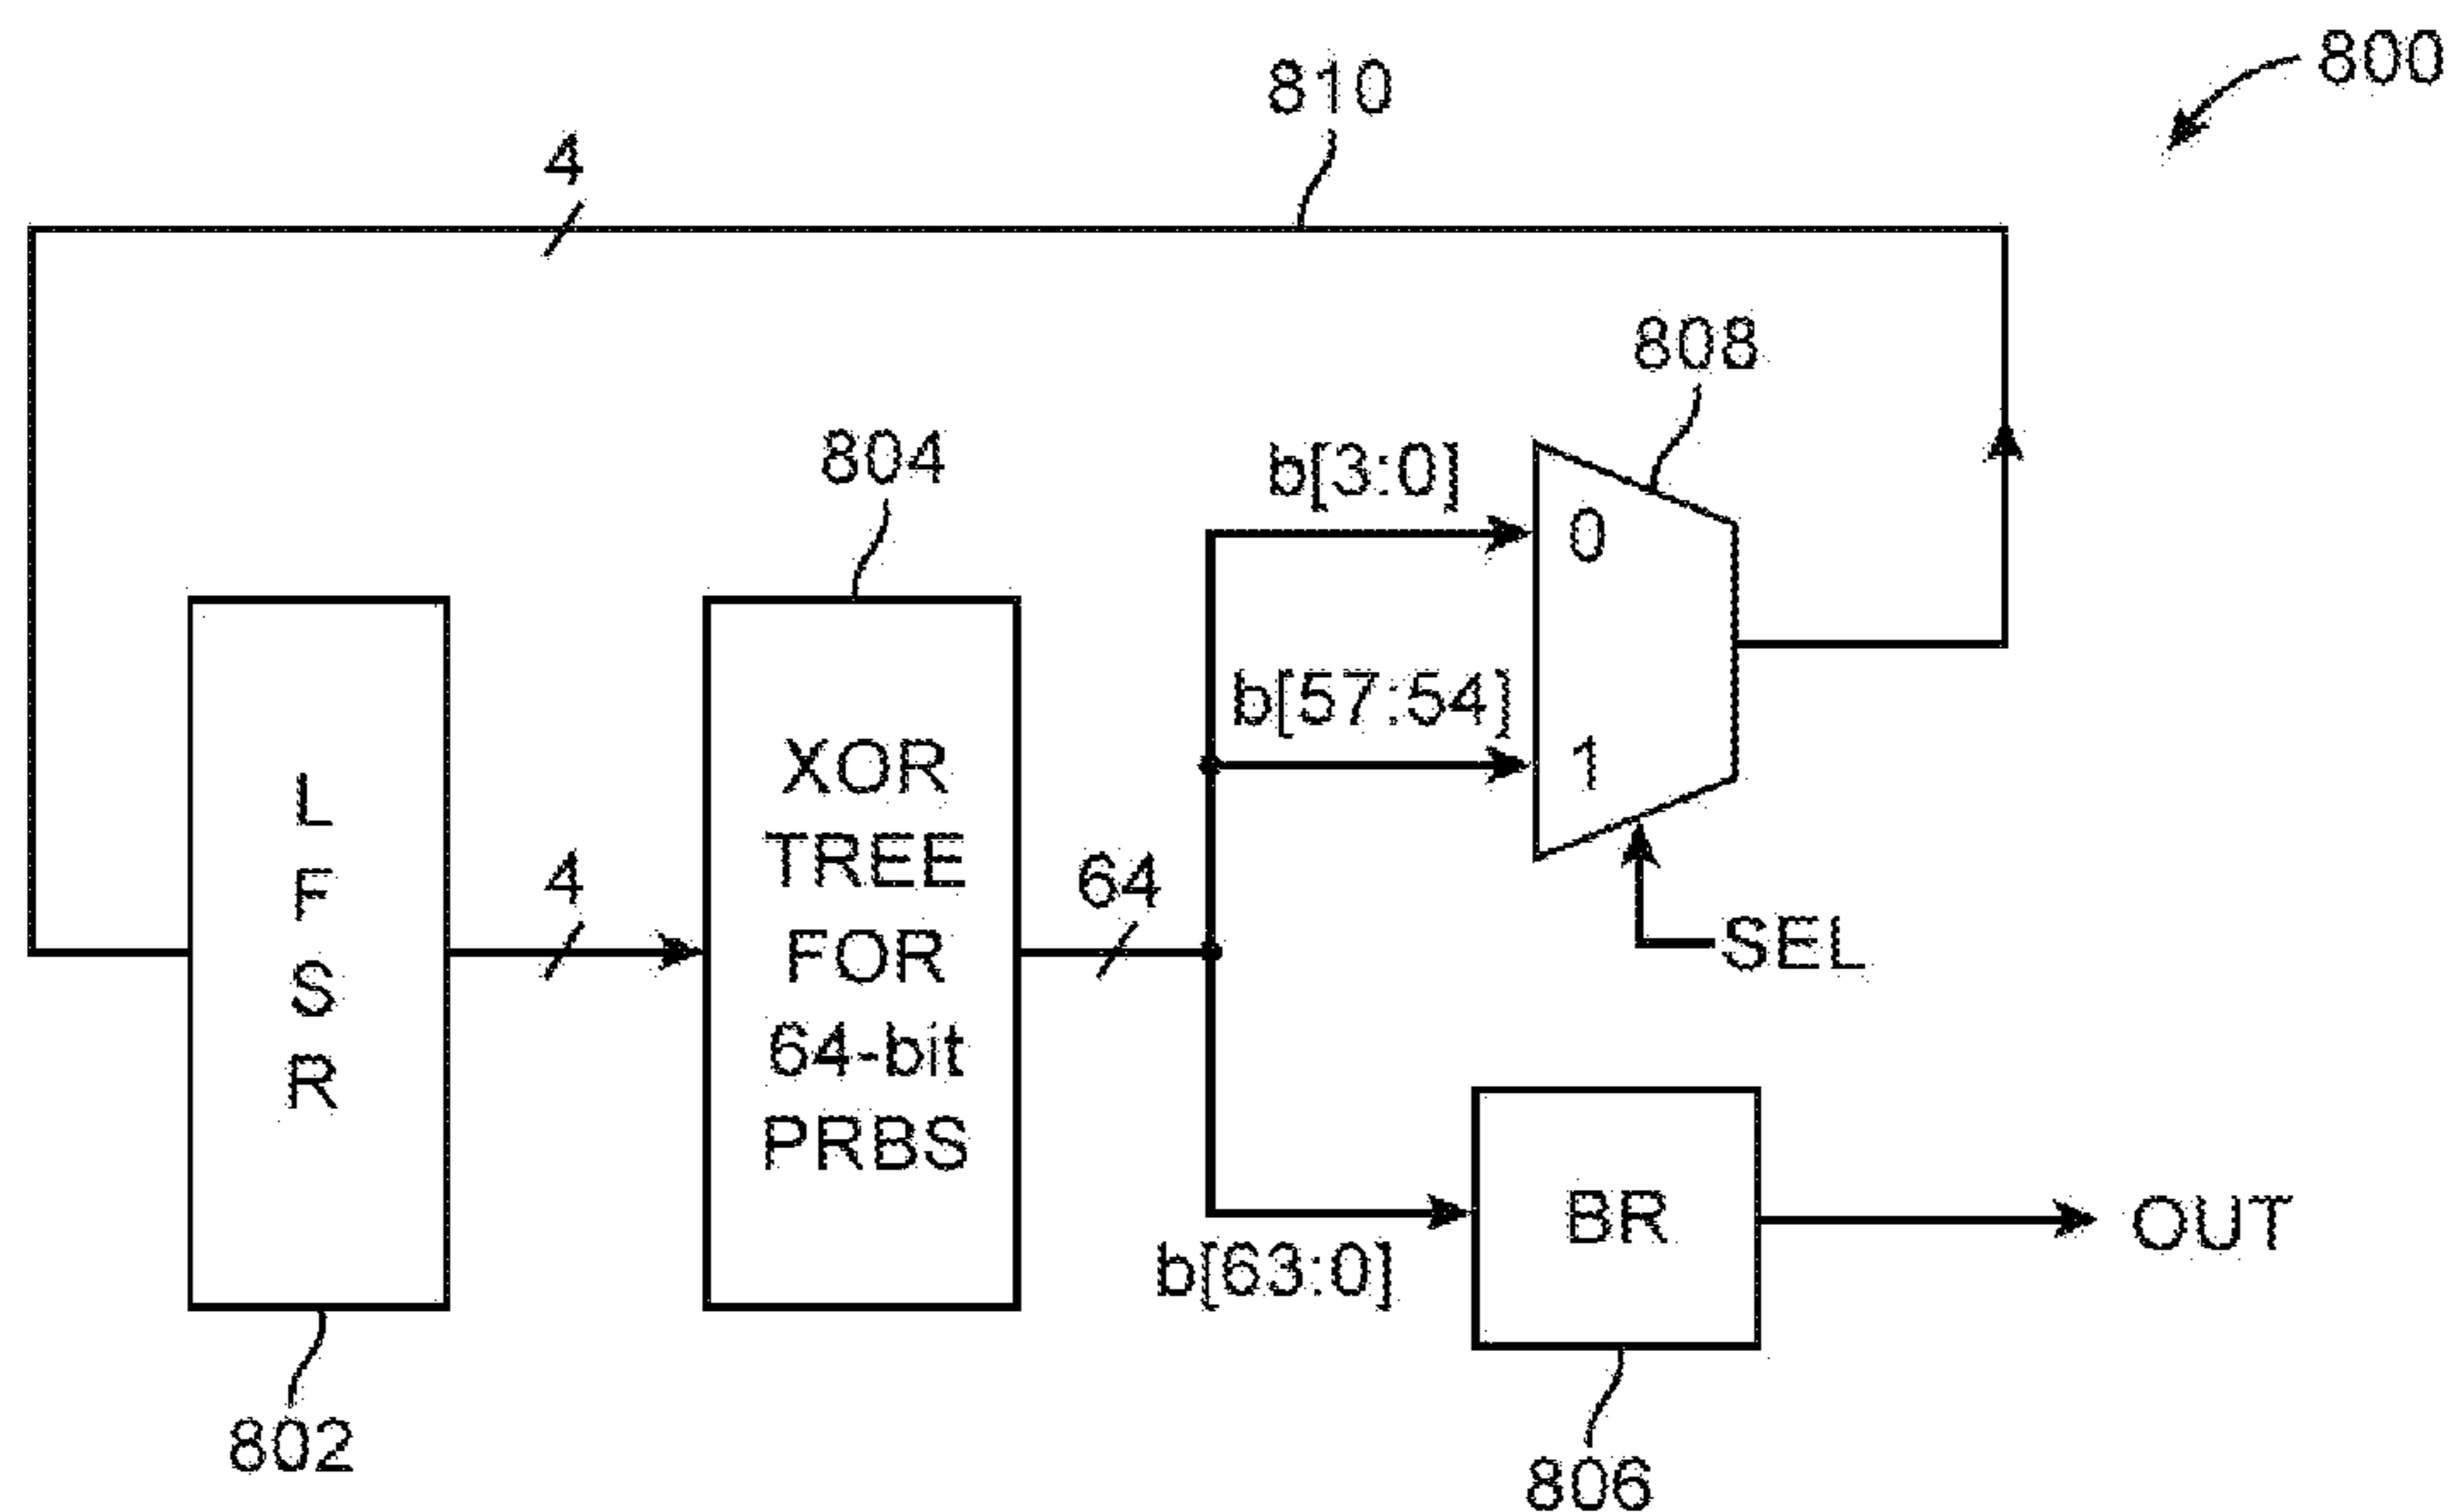 800
810
4
808
804
b[3:0]
0
b[57:54]
1
L
F
S
R
4
XOR
TREE
FOR
64-bit
PRBS
64
SEL
b[63:0]
BR
OUT
802
806